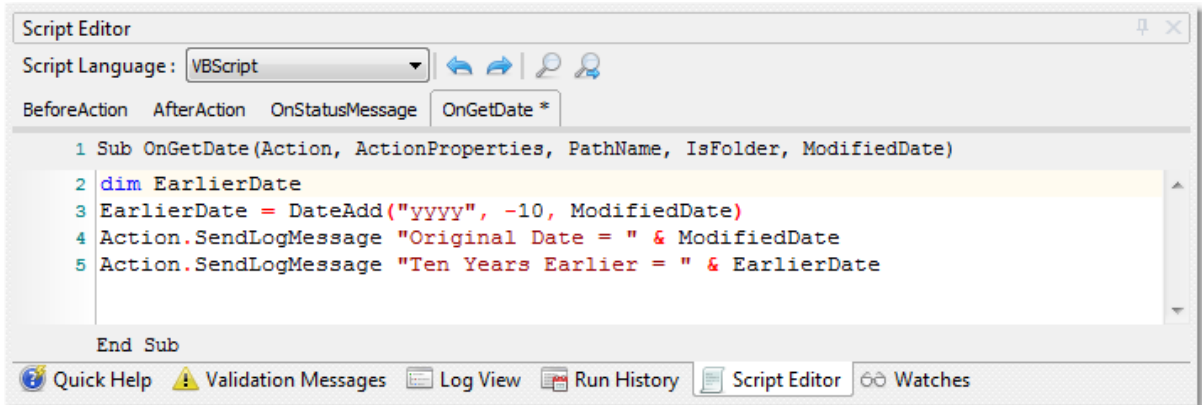 Script Editor
Script Language: VBScript
BeforeAction AfterAction OnStatusMessage OnGetDate *
1 Sub OnGetDate(Action, ActionProperties, PathName, IsFolder, ModifiedDate)
2 dim EarlierDate
3 EarlierDate = DateAdd("yyyy", -10, ModifiedDate)
4 Action.SendLogMessage "Original Date = " & ModifiedDate
5 Action.SendLogMessage "Ten Years Earlier = " & EarlierDate
End Sub
Quick Help Validation Messages Log View Run History Script Editor Watches